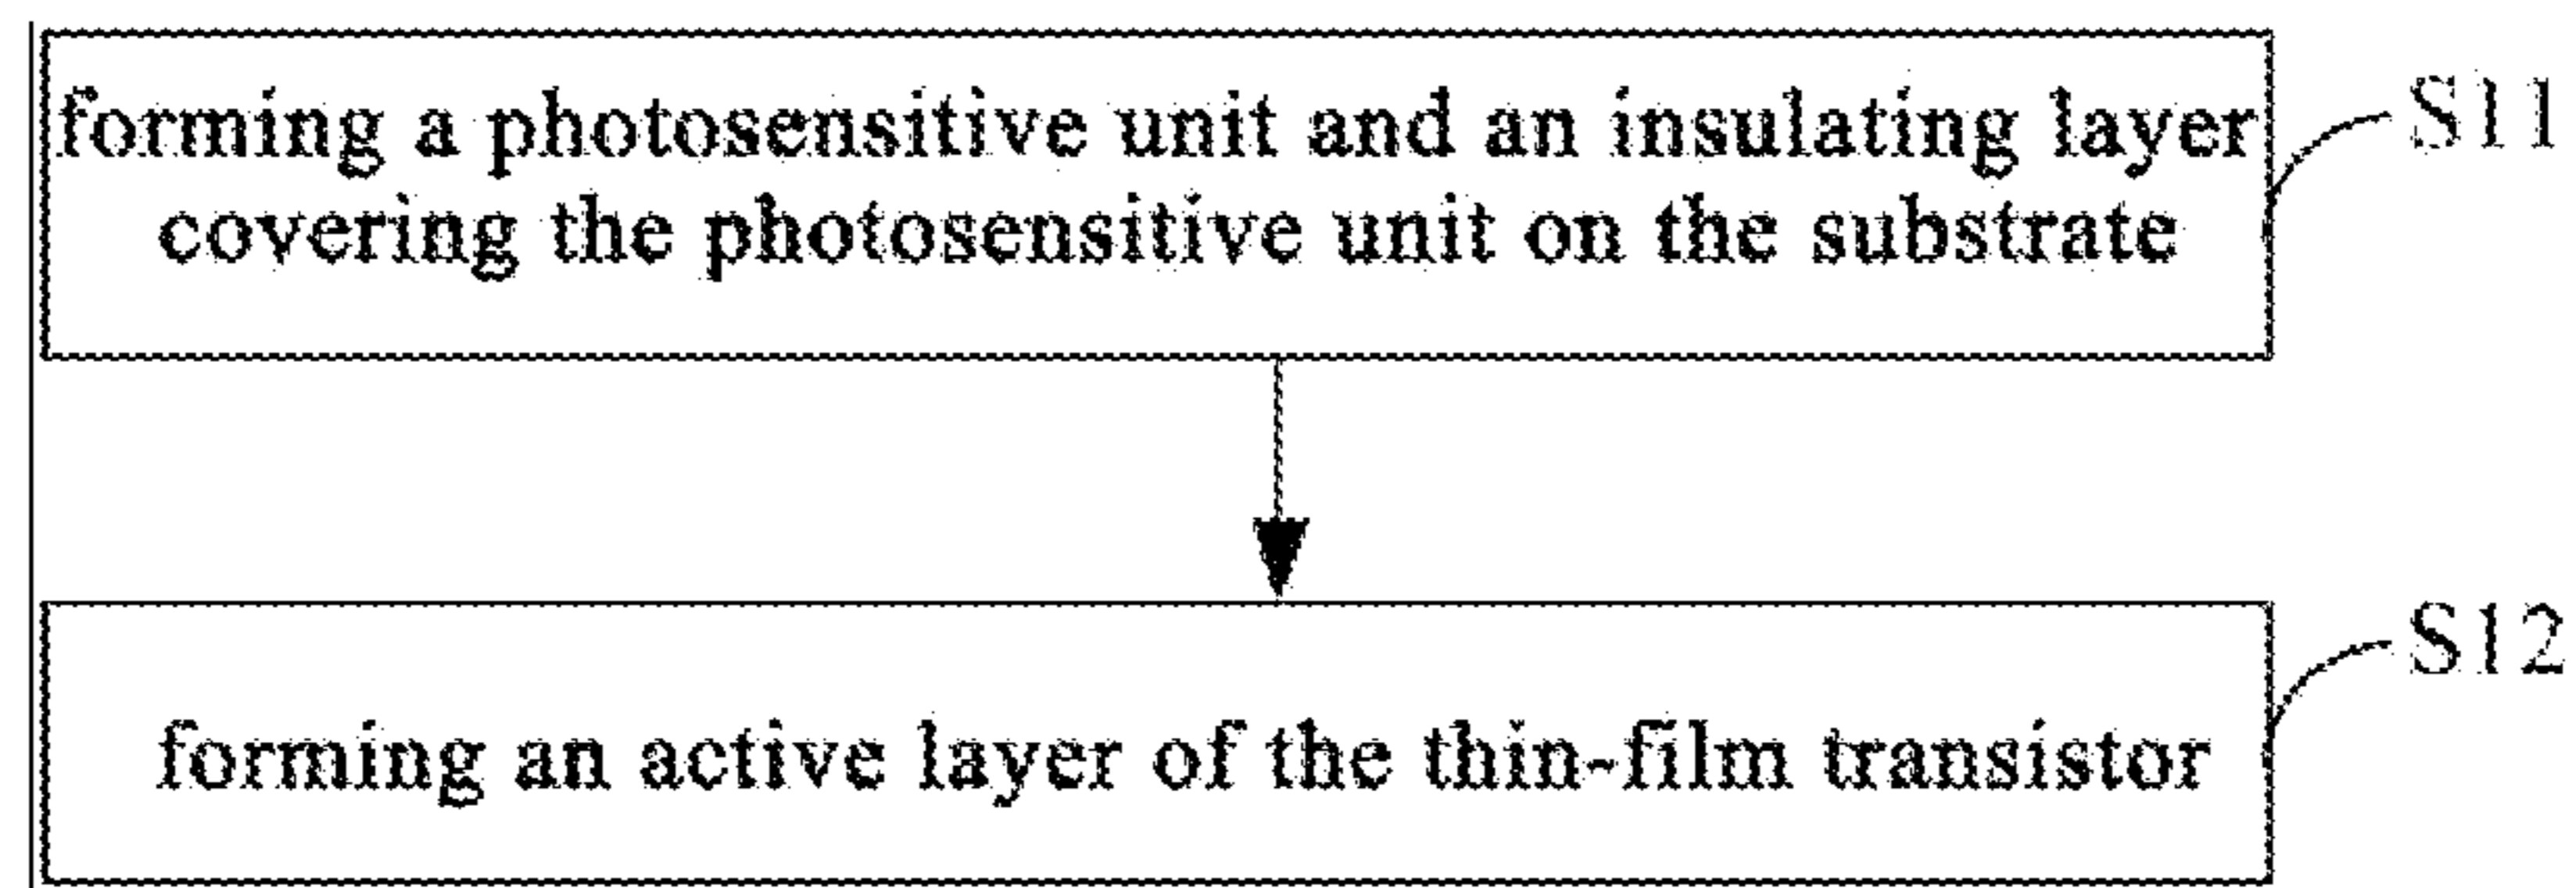 forming a photosensitive unit and an insulating layer
covering the photosensitive unit on the substrate
S11
forming an active layer of the thin-film transistor
S12